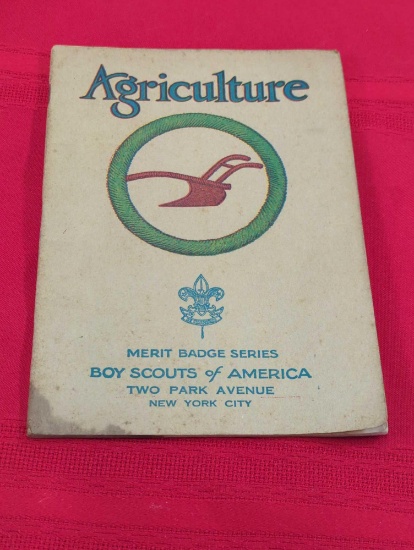 Agriculture
MERIT BADGE SERIES
BOY SCOUTS of AMERICA
TWO PARK AVENUE
NEW YORK CITY